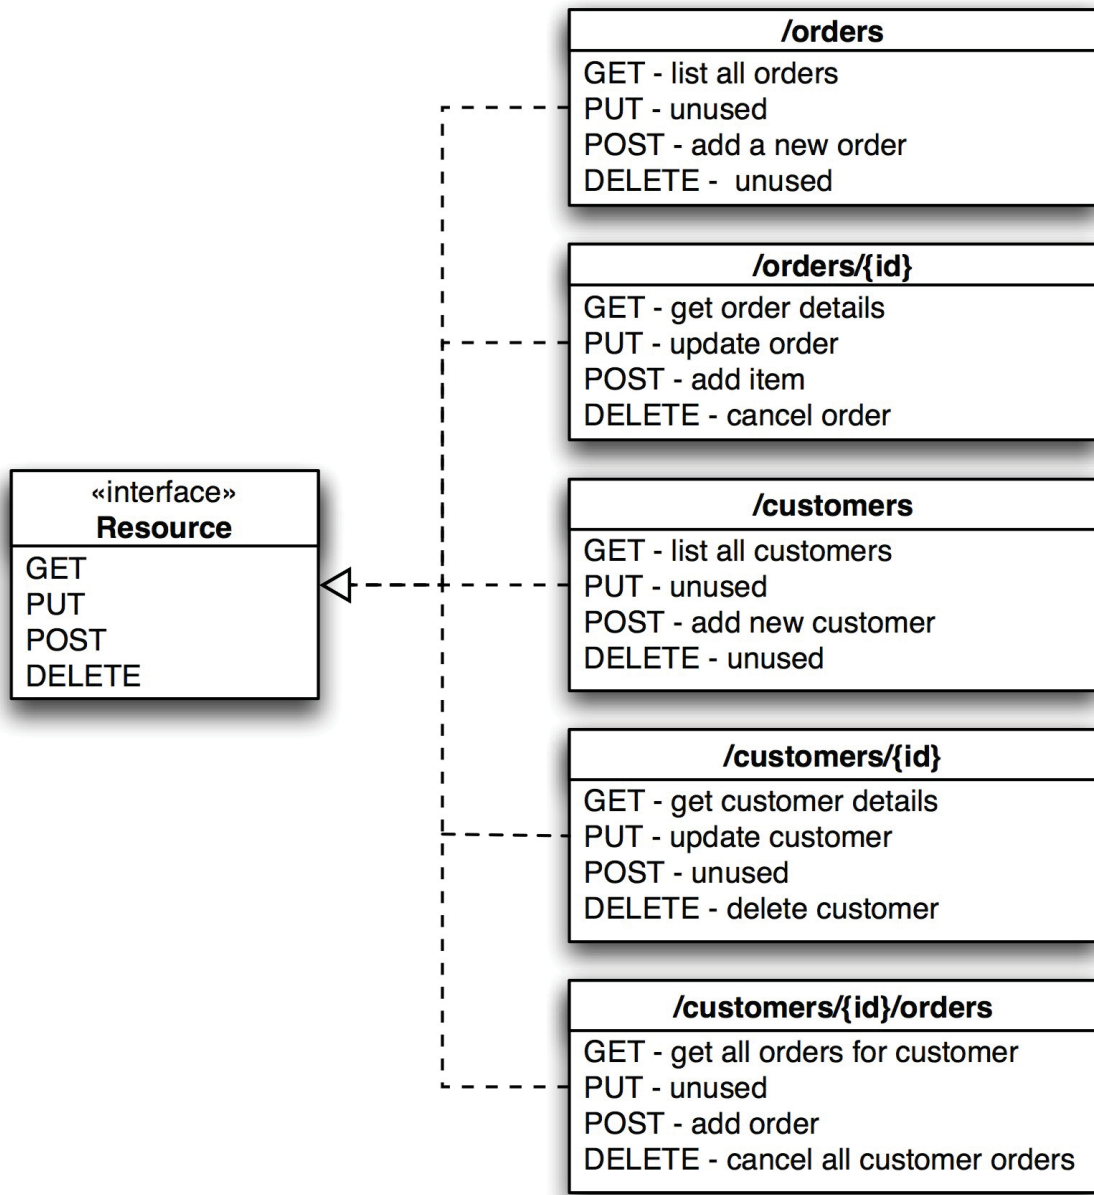 /orders
GET - list all orders
PUT - unused
POST - add a new order
DELETE -  unused
/orders/{id}
GET - get order details
PUT - update order
POST - add item
DELETE - cancel order
«interface»
Resource
GET
PUT
POST
DELETE
/customers
GET - list all customers
PUT - unused
POST - add new customer
DELETE - unused
/customers/{id}
GET - get customer details
PUT - update customer
POST - unused
DELETE - delete customer
/customers/{id}/orders
GET - get all orders for customer
PUT - unused
POST - add order
DELETE - cancel all customer orders